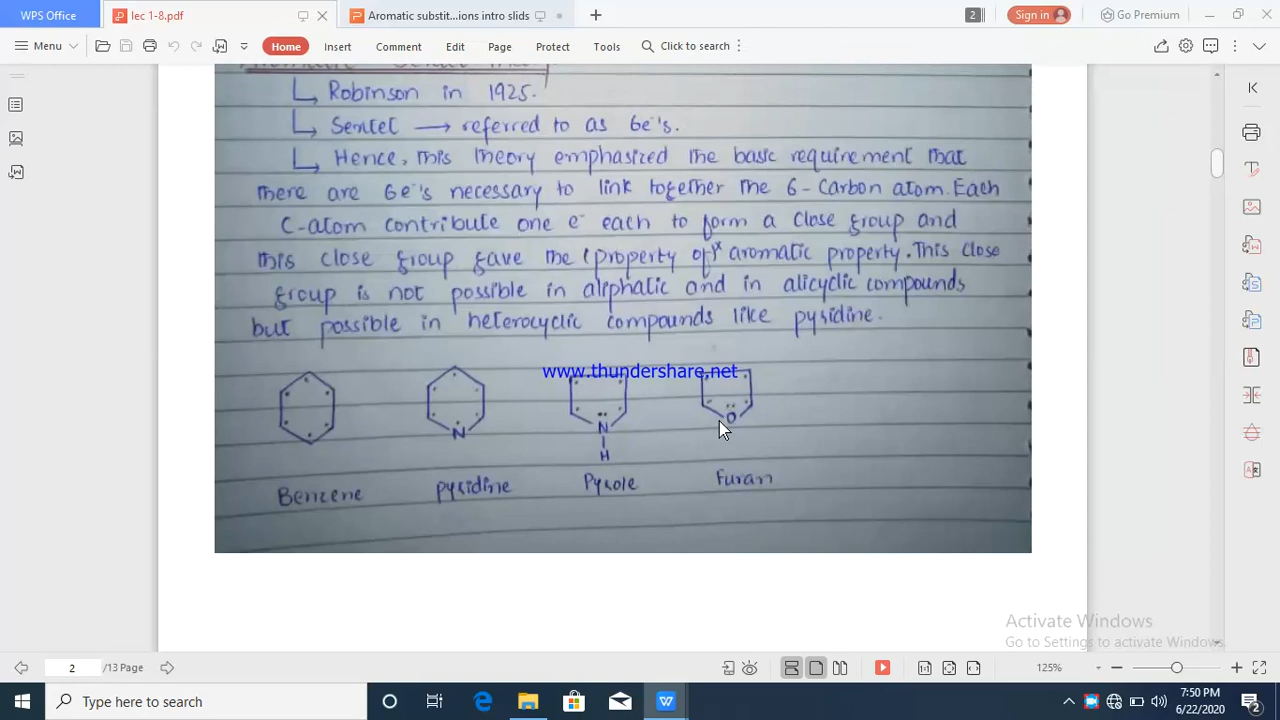 WPS Office
lec 1-8.pdf
Aromatic substit...ions intro slids
2
Sign in
Go Premium
Menu
Home
Insert
Comment
Edit
Page
Protect
Tools
Click to search
Robinson in 1925.
Sextet → referred to as 6e⁻'s.
Hence, this theory emphasized the basic requirement that
there are 6e⁻'s necessary to link together the 6-Carbon atom. Each
C-atom contribute one e⁻ each to form a close group and
this close group gave the (property of)ˣ aromatic property. This close
group is not possible in aliphatic and in alicyclic compounds
but possible in heterocyclic compounds like pyridine.
www.thundershare.net
N
N
H
O
Benzene
pyridine
Pyrole
Furan
Activate Windows
Go to Settings to activate Windows
2
/13 Page
125%
Type here to search
7:50 PM
6/22/2020
2